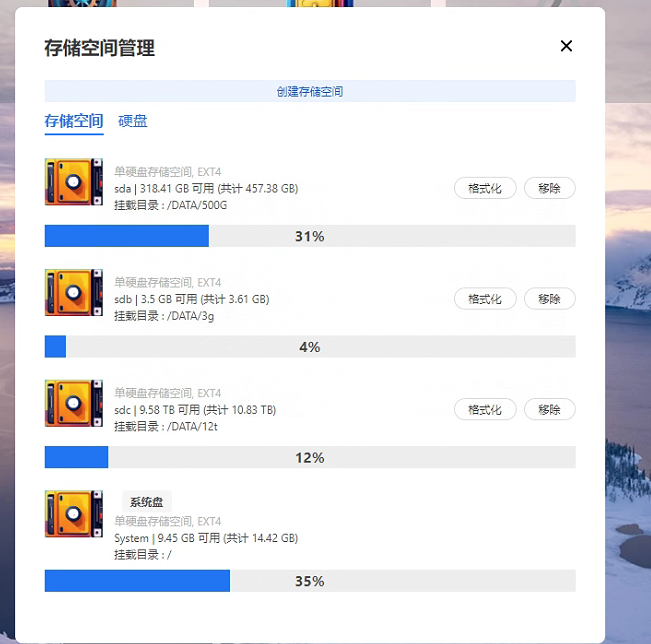 存储空间管理
创建存储空间
存储空间 硬盘
单硬盘存储空间, EXT4
sda | 318.41 GB 可用 (共计 457.38 GB)
挂载目录 : /DATA/500G
格式化 移除
31%
单硬盘存储空间, EXT4
sdb | 3.5 GB 可用 (共计 3.61 GB)
挂载目录 : /DATA/3g
格式化 移除
4%
单硬盘存储空间, EXT4
sdc | 9.58 TB 可用 (共计 10.83 TB)
挂载目录 : /DATA/12t
格式化 移除
12%
系统盘
单硬盘存储空间, EXT4
System | 9.45 GB 可用 (共计 14.42 GB)
挂载目录 : /
35%